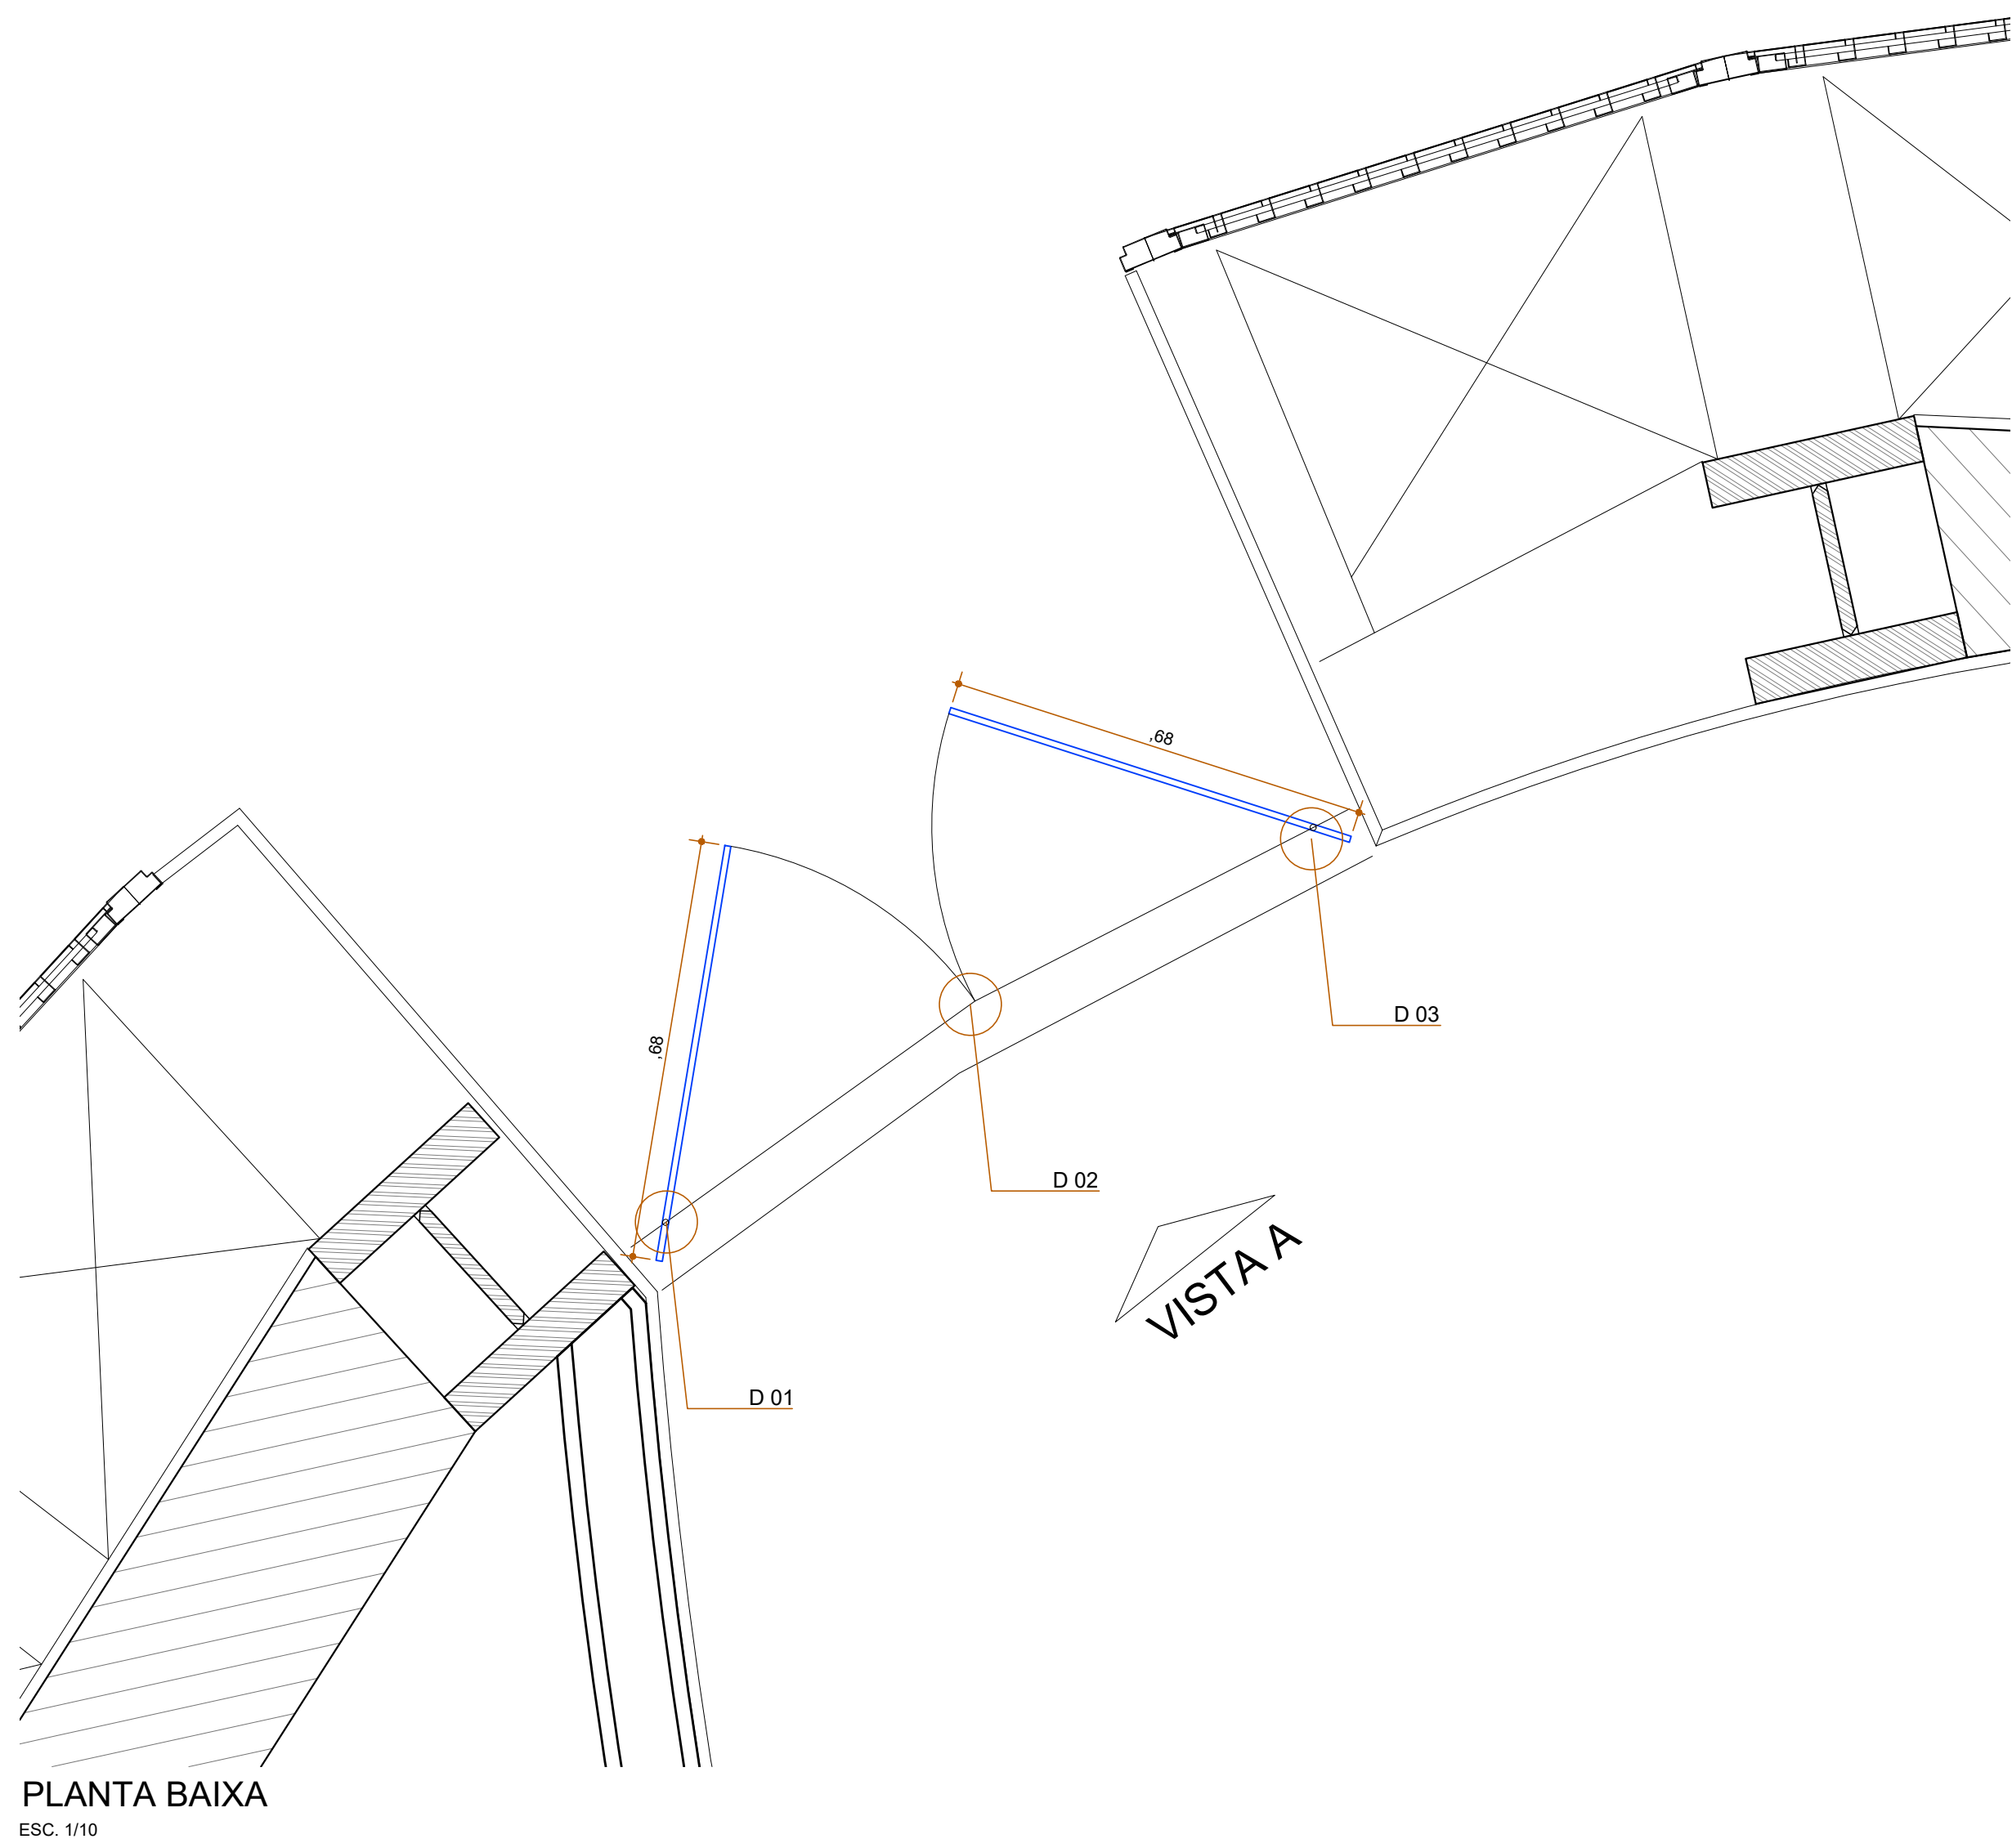 ,68
,68
D 03
D 02
VISTA A
D 01
PLANTA BAIXA
ESC. 1/10